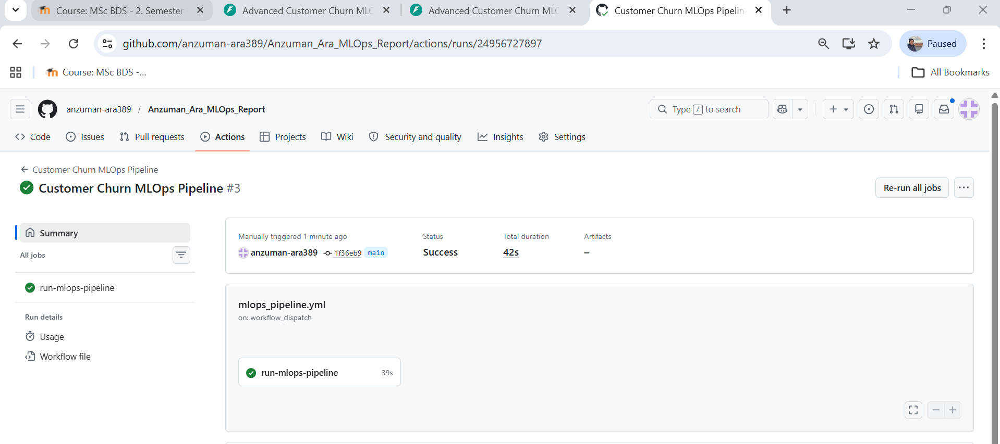 Course: MSc BDS - 2. Semester
Advanced Customer Churn MLO
Advanced Customer Churn MLO
Customer Churn MLOps Pipelin
github.com/anzuman-ara389/Anzuman_Ara_MLOps_Report/actions/runs/24956727897
Paused
Course: MSc BDS -...
All Bookmarks
anzuman-ara389 / Anzuman_Ara_MLOps_Report
Type / to search
Code
Issues
Pull requests
Actions
Projects
Wiki
Security and quality
Insights
Settings
Customer Churn MLOps Pipeline
Customer Churn MLOps Pipeline #3
Re-run all jobs
Summary
All jobs
run-mlops-pipeline
Run details
Usage
Workflow file
Manually triggered 1 minute ago
anzuman-ara389 1f36eb9 main
Status
Success
Total duration
42s
Artifacts
–
mlops_pipeline.yml
on: workflow_dispatch
run-mlops-pipeline 39s